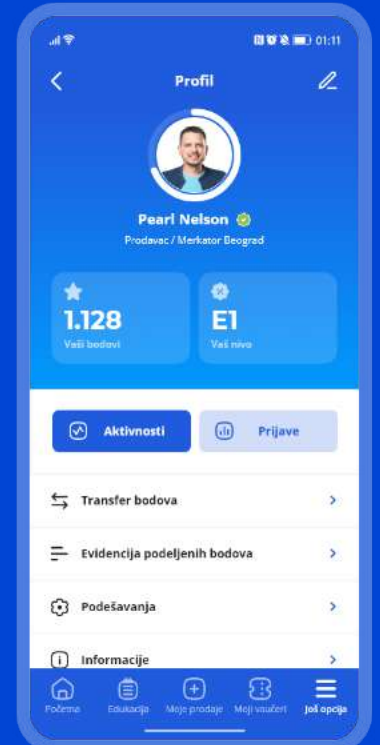 01:11
Profil
Pearl Nelson
Prodavac / Merkator Beograd
1.128
E1
Vaši bodovi
Vaš nivo
Aktivnosti
Prijave
Transfer bodova
Evidencija podeljenih bodova
Podešavanja
Informacije
Početna
Edukacija
Moje prodaje
Moji vaučeri
Još opcija